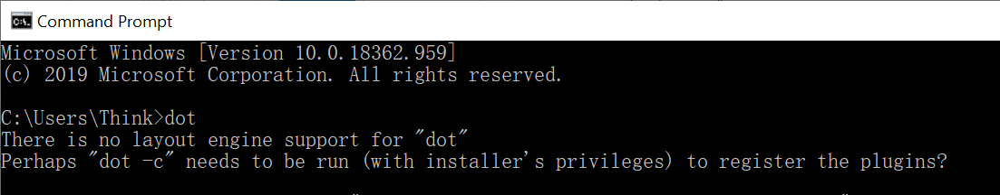 C:\. Command Prompt
Microsoft Windows [Version 10.0.18362.959]
(c) 2019 Microsoft Corporation. All rights reserved.
C:\Users\Think>dot
There is no layout engine support for "dot"
Perhaps "dot -c" needs to be run (with installer's privileges) to register the plugins?